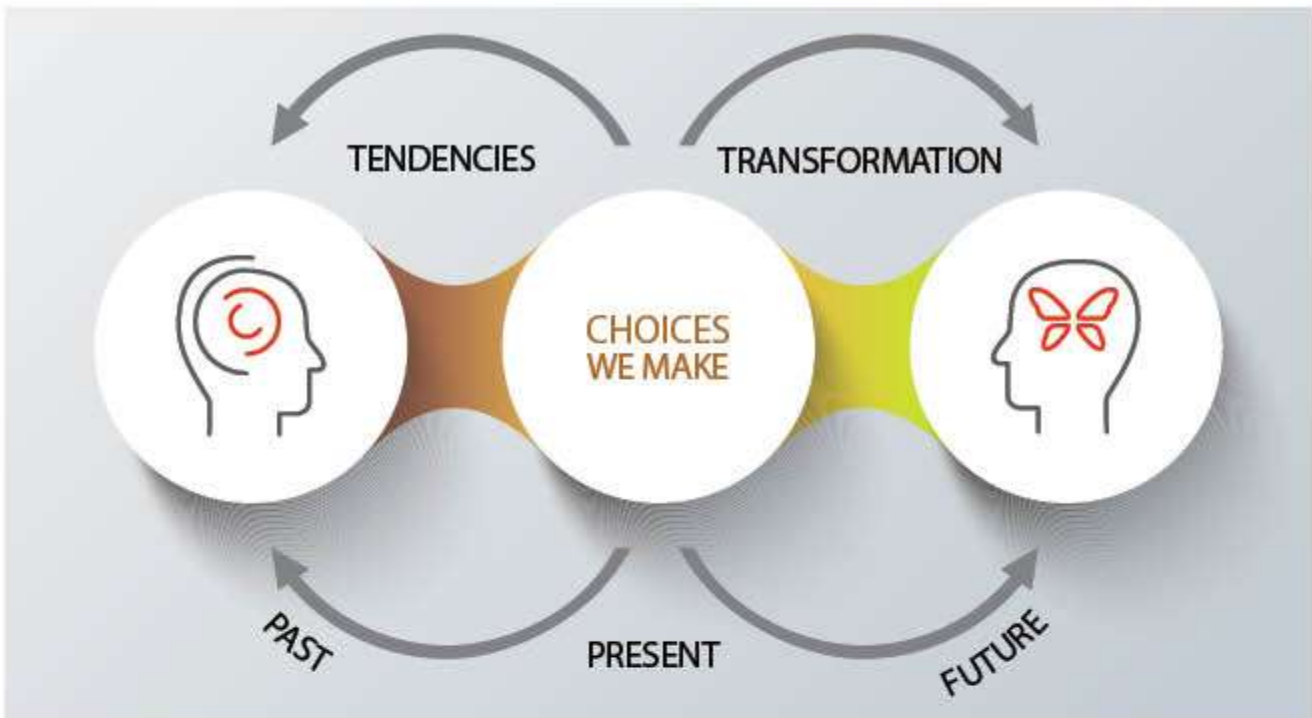 TENDENCIES
TRANSFORMATION
CHOICES
WE MAKE
PAST
PRESENT
FUTURE